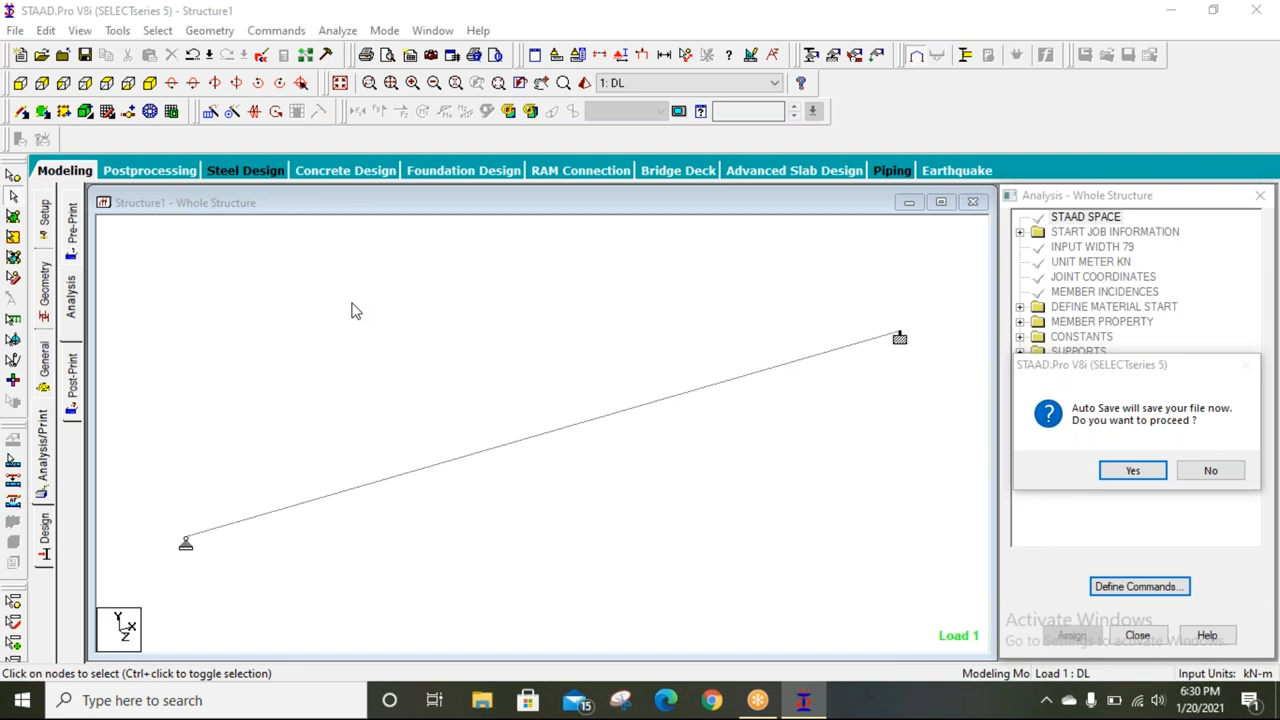 STAAD.Pro V8i (SELECTseries 5) - Structure1
File Edit View Tools Select Geometry Commands Analyze Mode Window Help
1: DL
Modeling Postprocessing Steel Design Concrete Design Foundation Design RAM Connection Bridge Deck Advanced Slab Design Piping Earthquake
Setup
Geometry
General
Analysis/Print
Design
Pre-Print
Analysis
Post-Print
Structure1 - Whole Structure
Load 1
Y
X
Z
Analysis - Whole Structure
STAAD SPACE
START JOB INFORMATION
INPUT WIDTH 79
UNIT METER KN
JOINT COORDINATES
MEMBER INCIDENCES
DEFINE MATERIAL START
MEMBER PROPERTY
CONSTANTS
SUPPORTS
STAAD.Pro V8i (SELECTseries 5)
Auto Save will save your file now.
Do you want to proceed ?
Yes No
Define Commands...
Activate Windows
Go to Settings to activate Windows.
Assign Close Help
Click on nodes to select (Ctrl+click to toggle selection)
Modeling Mo Load 1 : DL Input Units: kN-m
Type here to search
15
6:30 PM
1/20/2021
1